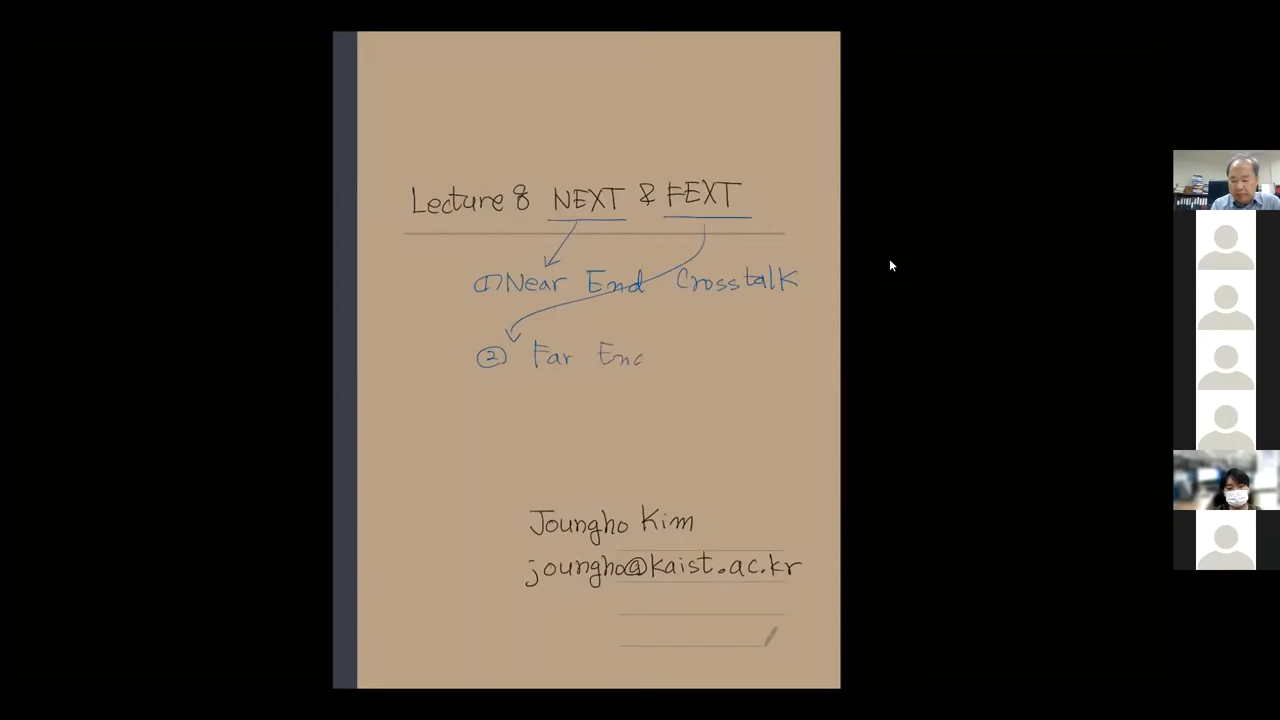 Lecture 8 NEXT & FEXT
① Near End Crosstalk
② Far Enc
Joungho Kim
joungho@kaist.ac.kr